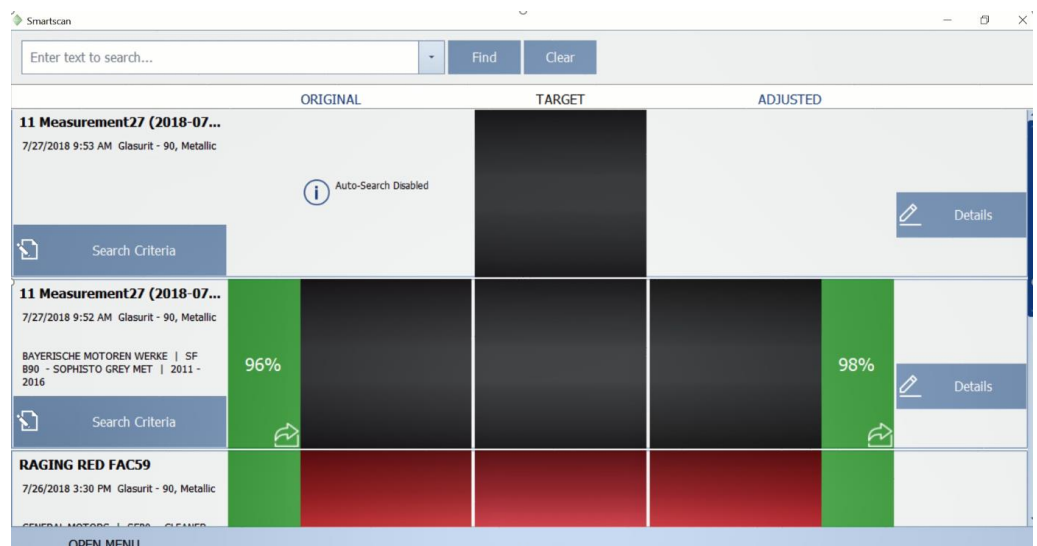 Smartscan
Enter text to search...
Find
Clear
ORIGINAL
TARGET
ADJUSTED
11 Measurement27 (2018-07...
7/27/2018 9:53 AM Glasurit - 90, Metallic
Auto-Search Disabled
Details
Search Criteria
11 Measurement27 (2018-07...
7/27/2018 9:52 AM Glasurit - 90, Metallic
BAYERISCHE MOTOREN WERKE | SF
B90 - SOPHISTO GREY MET | 2011 -
2016
96%
98%
Details
Search Criteria
RAGING RED FAC59
7/26/2018 3:30 PM Glasurit - 90, Metallic
GENERAL MOTORS |
OPEN MENU